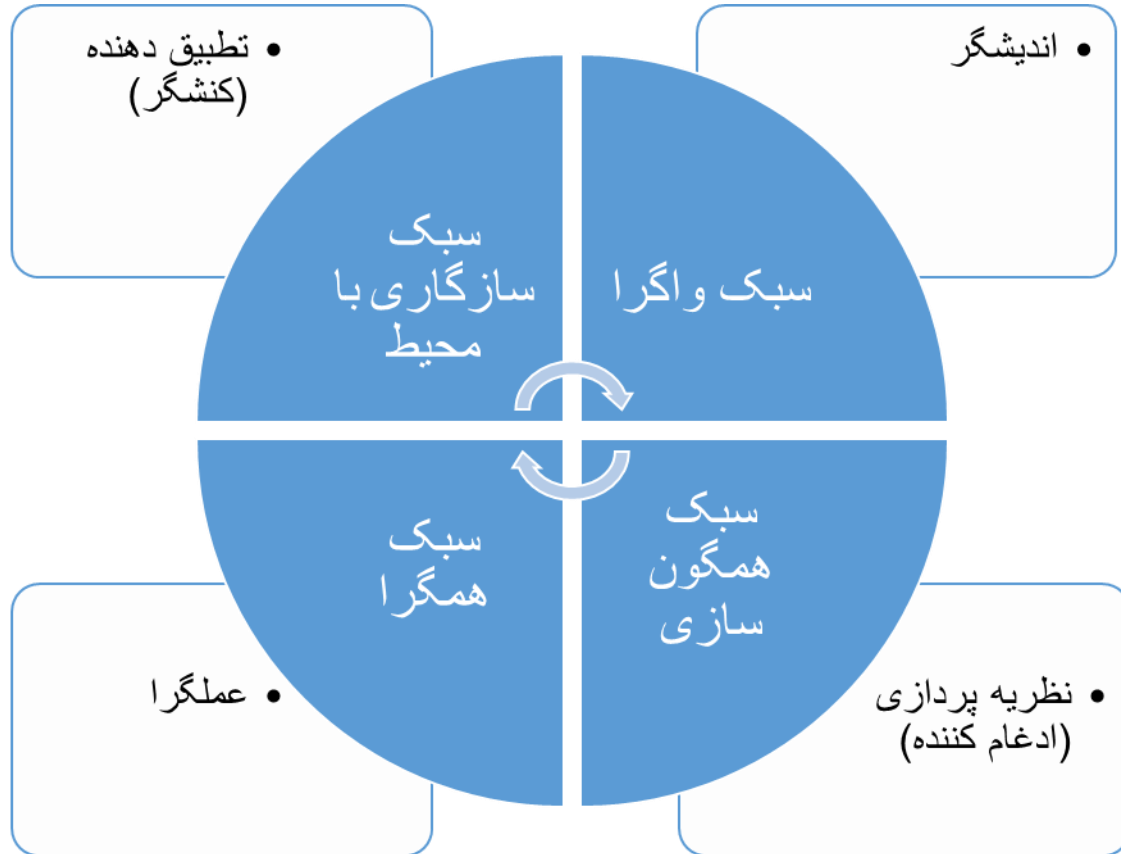 • اندیشگر
• تطبیق دهنده
(کنشگر)
سبک واگرا
سبک
سازگاری با
محیط
سبک
همگون
سازی
سبک
همگرا
• نظریه پردازی
(ادغام کننده)
• عملگرا